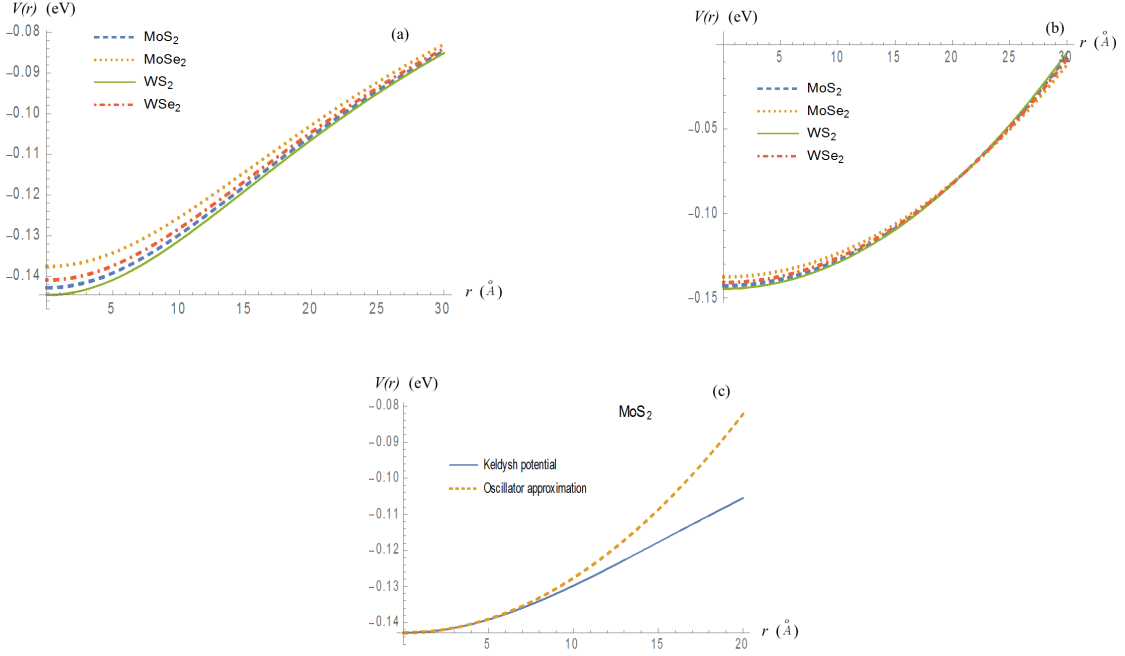 V(r) (eV)
(a)
−0.08
−0.09
−0.10
−0.11
−0.12
−0.13
−0.14
MoS2
MoSe2
WS2
WSe2
5 10 15 20 25 30
r (Å)
V(r) (eV)
(b)
r (Å)
5 10 15 20 25 30
−0.05
−0.10
−0.15
MoS2
MoSe2
WS2
WSe2
V(r) (eV)
(c)
MoS2
−0.08
−0.09
−0.10
−0.11
−0.12
−0.13
−0.14
Keldysh potential
Oscillator approximation
5 10 15 20
r (Å)